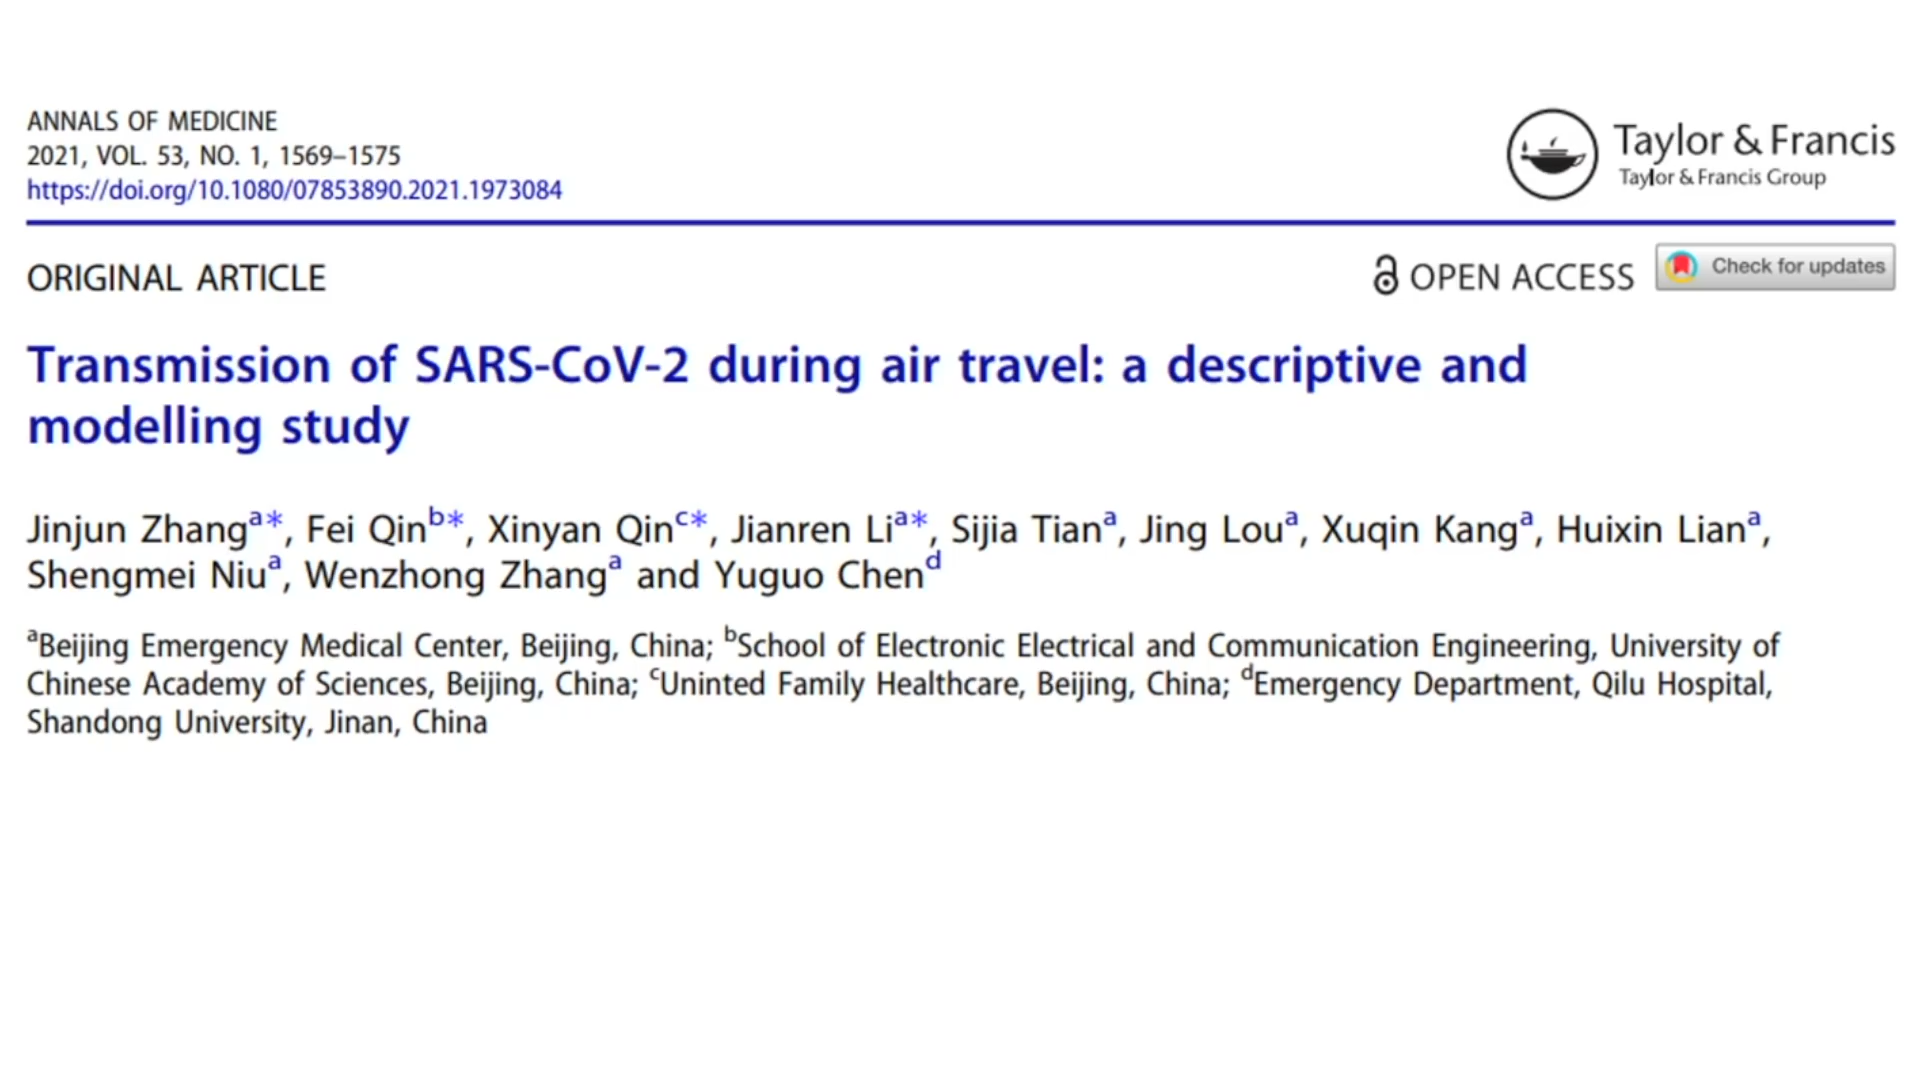 ANNALS OF MEDICINE
2021, VOL. 53, NO. 1, 1569–1575
https://doi.org/10.1080/07853890.2021.1973084
Taylor & Francis
Taylor & Francis Group
ORIGINAL ARTICLE
OPEN ACCESS
Check for updates
Transmission of SARS-CoV-2 during air travel: a descriptive and
modelling study
Jinjun Zhangᵃ*, Fei Qinᵇ*, Xinyan Qinᶜ*, Jianren Liᵃ*, Sijia Tianᵃ, Jing Louᵃ, Xuqin Kangᵃ, Huixin Lianᵃ,
Shengmei Niuᵃ, Wenzhong Zhangᵃ and Yuguo Chenᵈ
ᵃBeijing Emergency Medical Center, Beijing, China; ᵇSchool of Electronic Electrical and Communication Engineering, University of
Chinese Academy of Sciences, Beijing, China; ᶜUninted Family Healthcare, Beijing, China; ᵈEmergency Department, Qilu Hospital,
Shandong University, Jinan, China